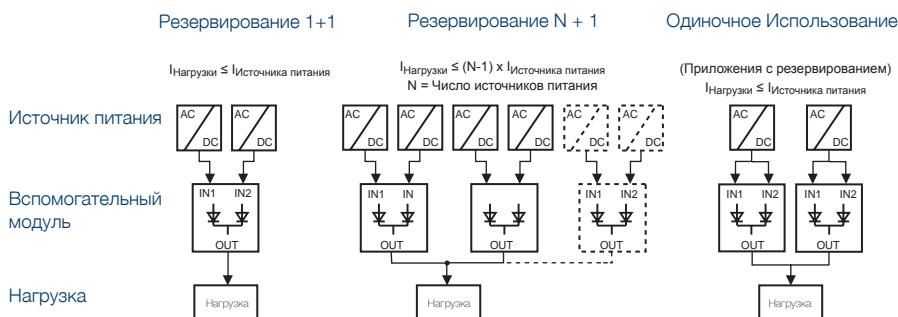 Резервирование 1+1
Резервирование N + 1
Одиночное Использование
IНагрузки ≤ IИсточника питания
IНагрузки ≤ (N-1) x IИсточника питания
N = Число источников питания
(Приложения с резервированием)
IНагрузки ≤ IИсточника питания
Источник питания
AC DC AC DC AC DC AC DC AC DC AC DC AC DC AC DC AC DC AC DC
Вспомогательный
модуль
IN1 IN2 IN1 IN IN1 IN2 IN1 IN2 IN1 IN2
OUT OUT OUT OUT OUT OUT
Нагрузка
Нагрузка Нагрузка Нагрузка